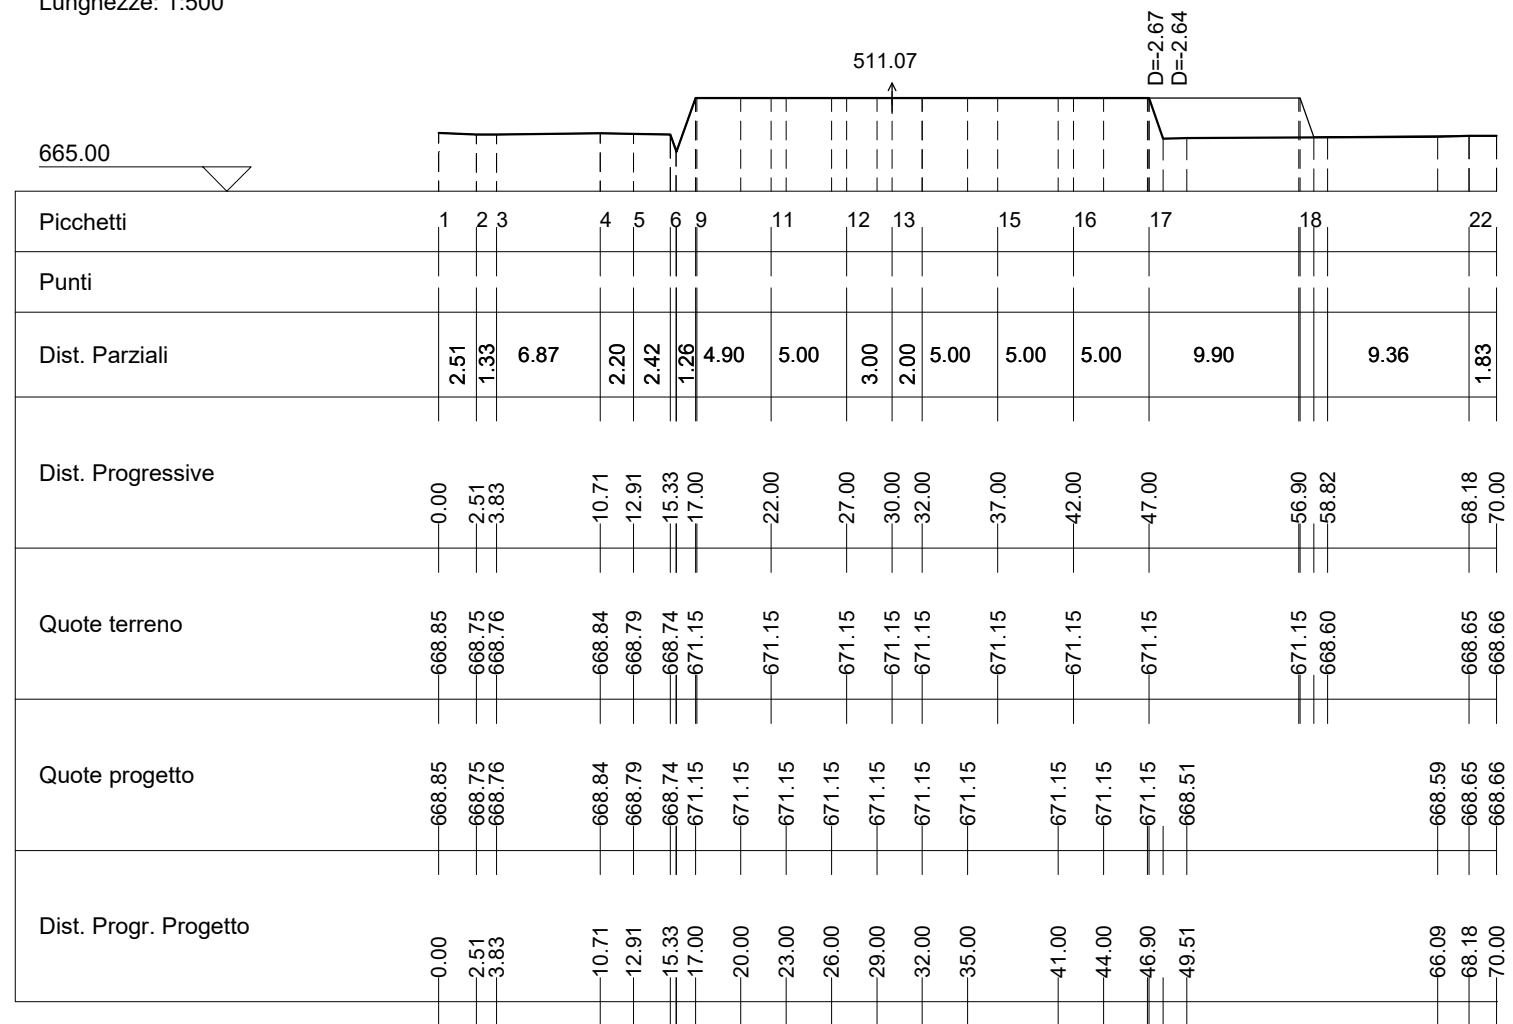 Lunghezze: 1:500
D=-2.67
D=-2.64
511.07
665.00
Picchetti 1 2 3 4 5 6 9 11 12 13 15 16 17 18 22
Punti
Dist. Parziali 2.51 1.33 6.87 2.20 2.42 1.26 4.90 5.00 3.00 2.00 5.00 5.00 5.00 9.90 9.36 1.83
Dist. Progressive 0.00 2.51 3.83 10.71 12.91 15.33 17.00 22.00 27.00 30.00 32.00 37.00 42.00 47.00 56.90 58.82 68.18 70.00
Quote terreno 668.85 668.75 668.76 668.84 668.79 668.74 671.15 671.15 671.15 671.15 671.15 671.15 671.15 671.15 671.15 668.60 668.65 668.66
Quote progetto 668.85 668.75 668.76 668.84 668.79 668.74 671.15 671.15 671.15 671.15 671.15 671.15 671.15 671.15 671.15 671.15 668.51 668.59 668.65 668.66
Dist. Progr. Progetto 0.00 2.51 3.83 10.71 12.91 15.33 17.00 20.00 23.00 26.00 29.00 32.00 35.00 41.00 44.00 46.90 49.51 66.09 68.18 70.00